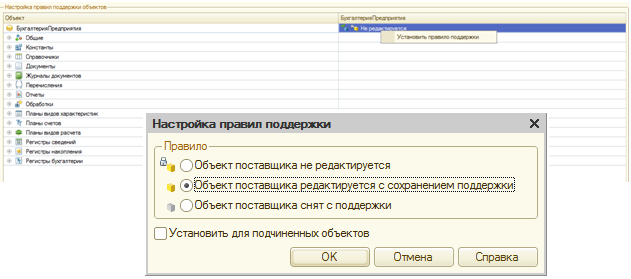 Настройка правил поддержки объектов
Объект БухгалтерияПредприятия
БухгалтерияПредприятия Не редактируется
Установить правило поддержки
Общие
Константы
Справочники
Документы
Журналы документов
Перечисления
Отчеты
Обработки
Планы видов характеристик
Планы счетов
Планы видов расчета
Регистры сведений
Регистры накопления
Регистры бухгалтерии
Настройка правил поддержки
Правило
Объект поставщика не редактируется
Объект поставщика редактируется с сохранением поддержки
Объект поставщика снят с поддержки
Установить для подчиненных объектов
OK Отмена Справка